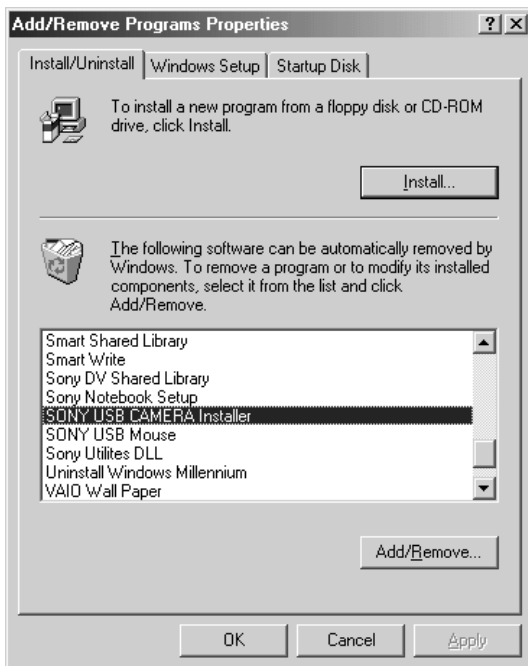 Add/Remove Programs Properties
? ×
Install/Uninstall Windows Setup Startup Disk
To install a new program from a floppy disk or CD-ROM
drive, click Install.
Install...
The following software can be automatically removed by
Windows. To remove a program or to modify its installed
components, select it from the list and click
Add/Remove.
Smart Shared Library
Smart Write
Sony DV Shared Library
Sony Notebook Setup
SONY USB CAMERA Installer
SONY USB Mouse
Sony Utilites DLL
Uninstall Windows Millennium
VAIO Wall Paper
Add/Remove...
OK Cancel Apply